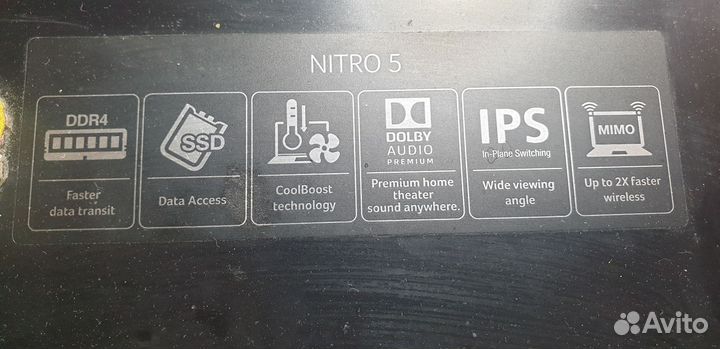 NITRO 5
DDR4
Faster
data transit
SSD
Data Access
CoolBoost
technology
DOLBY
AUDIO
PREMIUM
Premium home
theater
sound anywhere.
IPS
In-Plane Switching
Wide viewing
angle
MIMO
Up to 2X faster
wireless
Avito